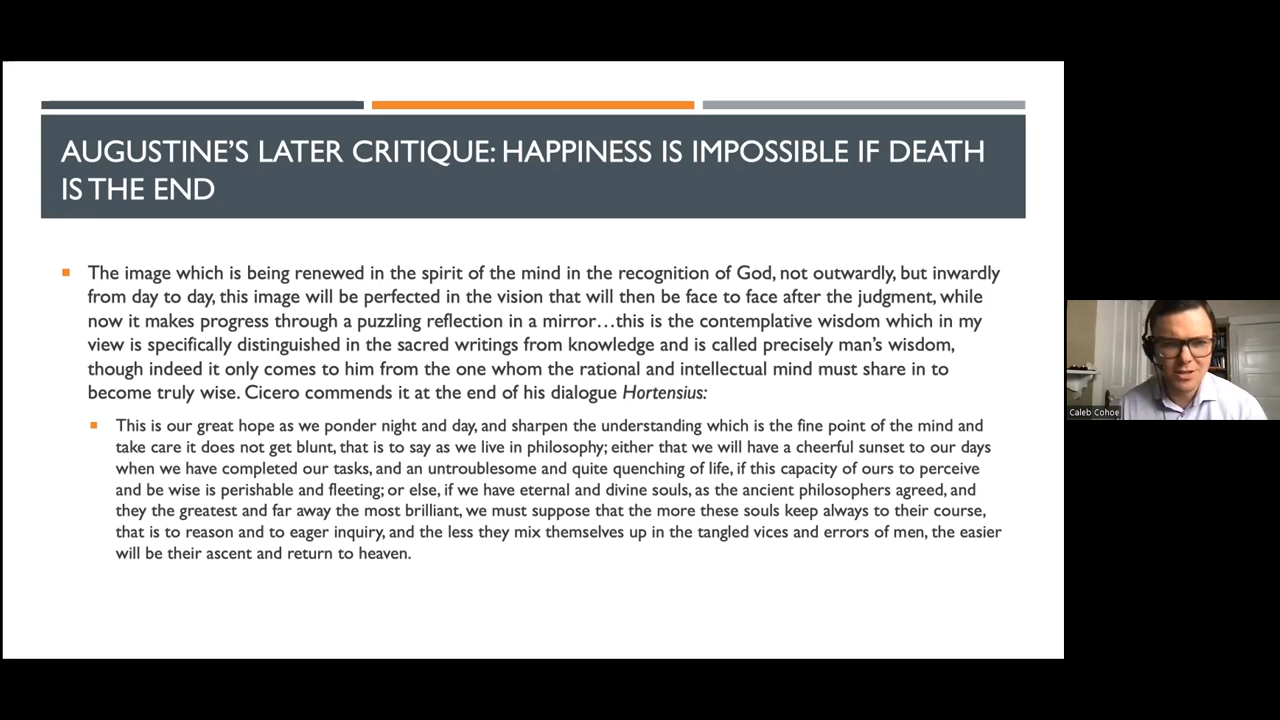 AUGUSTINE'S LATER CRITIQUE: HAPPINESS IS IMPOSSIBLE IF DEATH
IS THE END
The image which is being renewed in the spirit of the mind in the recognition of God, not outwardly, but inwardly
from day to day, this image will be perfected in the vision that will then be face to face after the judgment, while
now it makes progress through a puzzling reflection in a mirror…this is the contemplative wisdom which in my
view is specifically distinguished in the sacred writings from knowledge and is called precisely man's wisdom,
though indeed it only comes to him from the one whom the rational and intellectual mind must share in to
become truly wise. Cicero commends it at the end of his dialogue Hortensius:
This is our great hope as we ponder night and day, and sharpen the understanding which is the fine point of the mind and
take care it does not get blunt, that is to say as we live in philosophy; either that we will have a cheerful sunset to our days
when we have completed our tasks, and an untroublesome and quite quenching of life, if this capacity of ours to perceive
and be wise is perishable and fleeting; or else, if we have eternal and divine souls, as the ancient philosophers agreed, and
they the greatest and far away the most brilliant, we must suppose that the more these souls keep always to their course,
that is to reason and to eager inquiry, and the less they mix themselves up in the tangled vices and errors of men, the easier
will be their ascent and return to heaven.
Caleb Cohoe